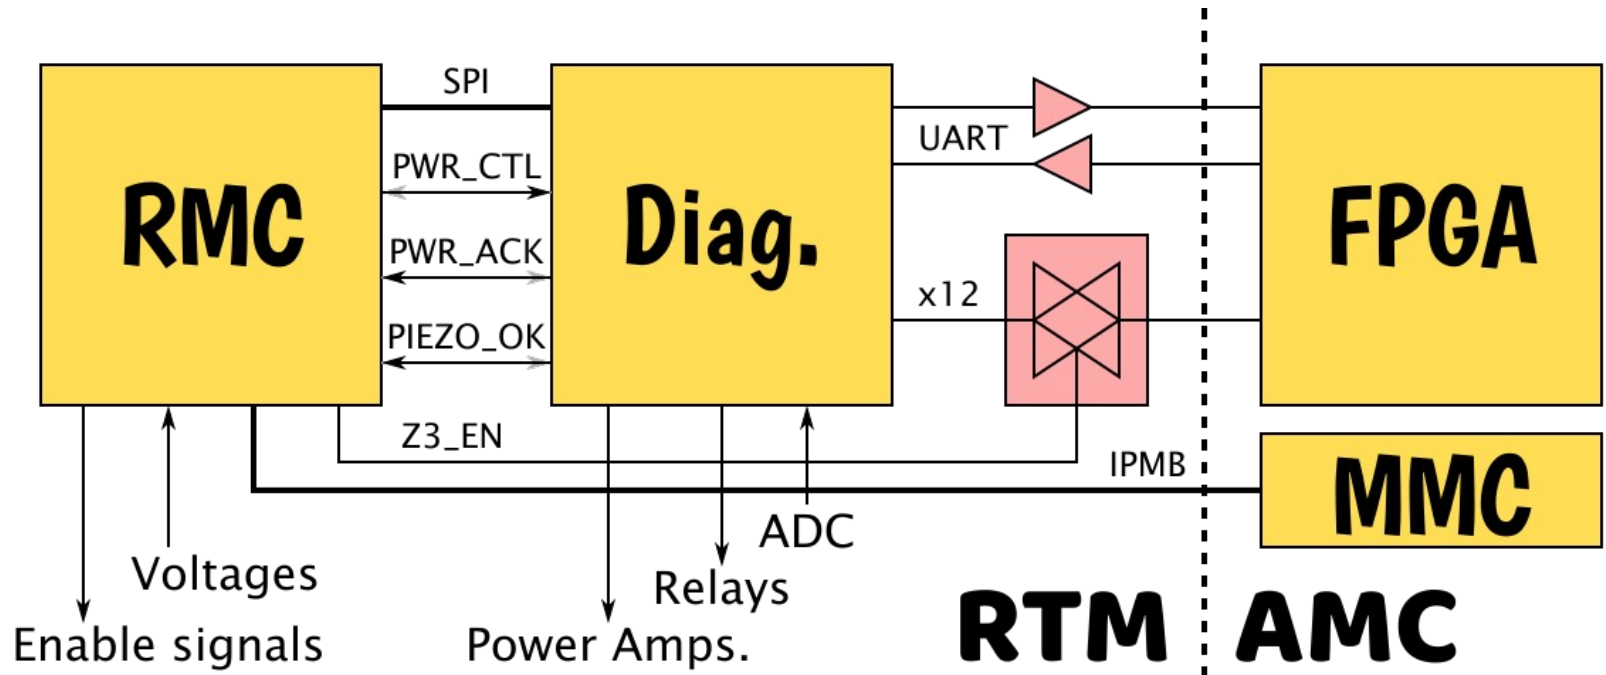 SPI
PWR_CTL
PWR_ACK
PIEZO_OK
RMC
Diag.
UART
x12
FPGA
Z3_EN
IPMB
MMC
ADC
Voltages
Relays
Enable signals
Power Amps.
RTM
AMC